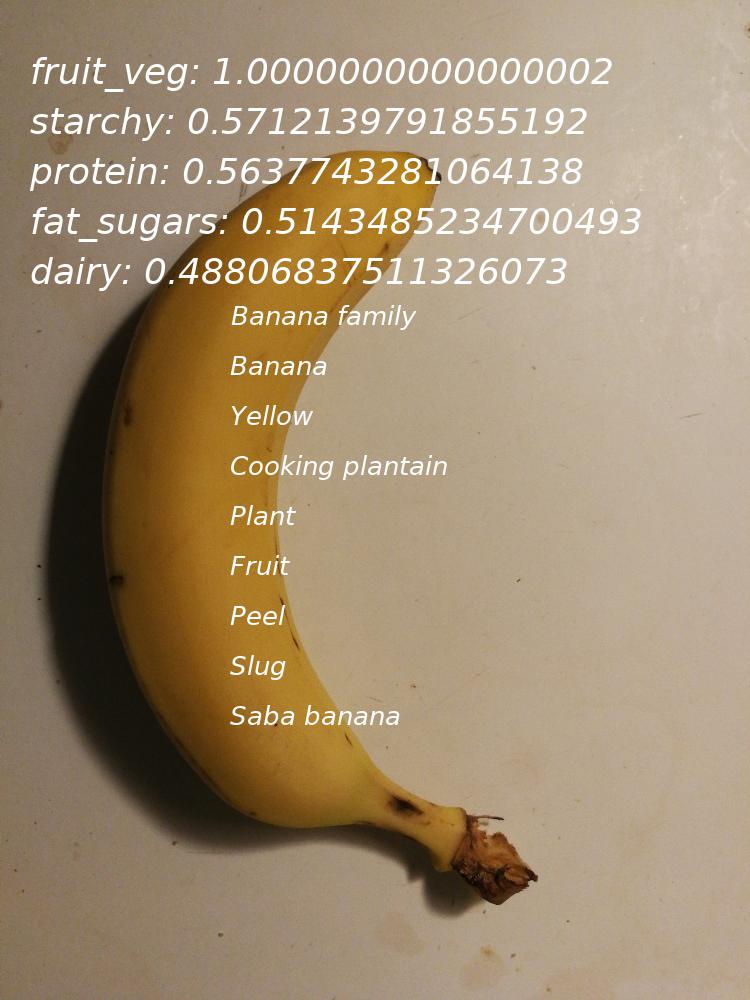 fruit_veg: 1.0000000000000002
starchy: 0.5712139791855192
protein: 0.5637743281064138
fat_sugars: 0.5143485234700493
dairy: 0.48806837511326073
Banana family
Banana
Yellow
Cooking plantain
Plant
Fruit
Peel
Slug
Saba banana